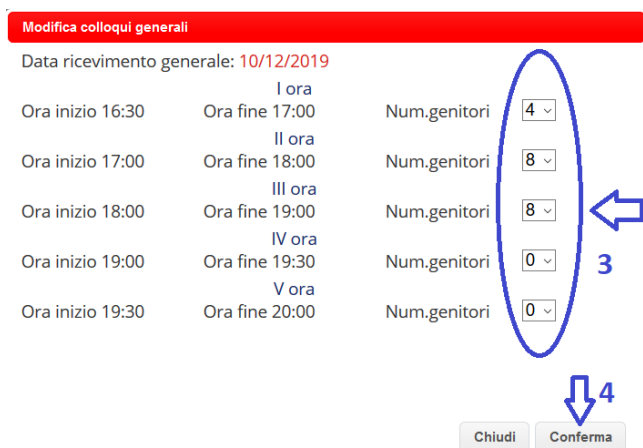 Modifica colloqui generali
Data ricevimento generale: 10/12/2019
I ora
Ora inizio 16:30 Ora fine 17:00 Num.genitori 4
II ora
Ora inizio 17:00 Ora fine 18:00 Num.genitori 8
III ora
Ora inizio 18:00 Ora fine 19:00 Num.genitori 8
IV ora
Ora inizio 19:00 Ora fine 19:30 Num.genitori 0
3
V ora
Ora inizio 19:30 Ora fine 20:00 Num.genitori 0
4
Chiudi Conferma